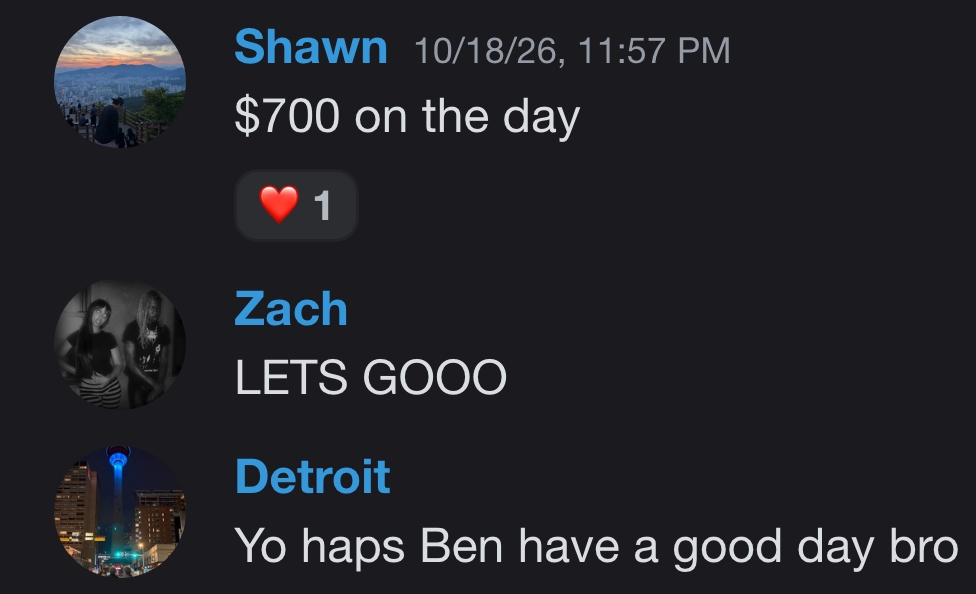 Shawn 10/18/26, 11:57 PM
$700 on the day
❤️ 1
Zach
LETS GOOO
Detroit
Yo haps Ben have a good day bro